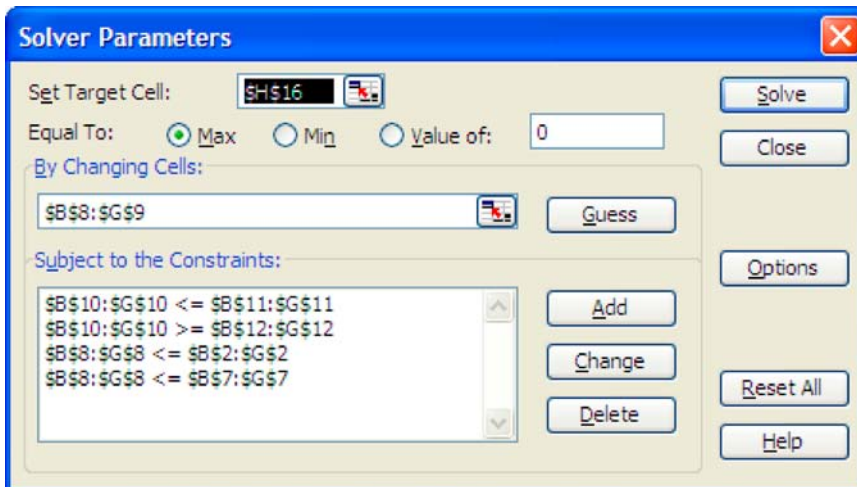 Solver Parameters
Set Target Cell: $H$16 Solve
Equal To: Max Min Value of: 0 Close
By Changing Cells:
$B$8:$G$9 Guess
Subject to the Constraints: Options
$B$10:$G$10 <= $B$11:$G$11 Add
$B$10:$G$10 >= $B$12:$G$12
$B$8:$G$8 <= $B$2:$G$2 Change
$B$8:$G$8 <= $B$7:$G$7
Reset All
Delete
Help